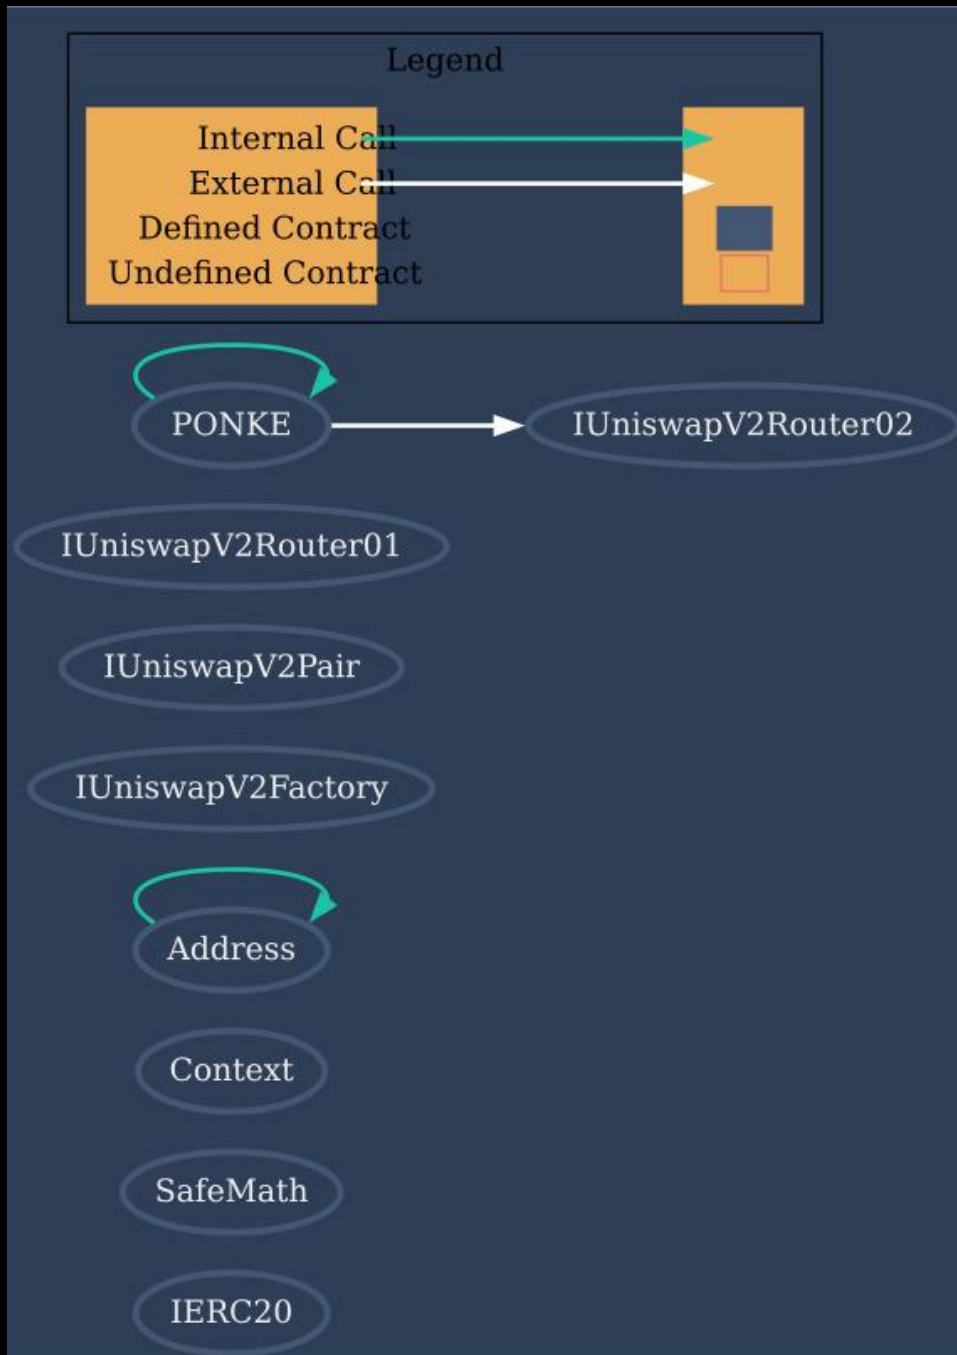 Legend
Internal Call
External Call
Defined Contract
Undefined Contract
PONKE
IUniswapV2Router02
IUniswapV2Router01
IUniswapV2Pair
IUniswapV2Factory
Address
Context
SafeMath
IERC20